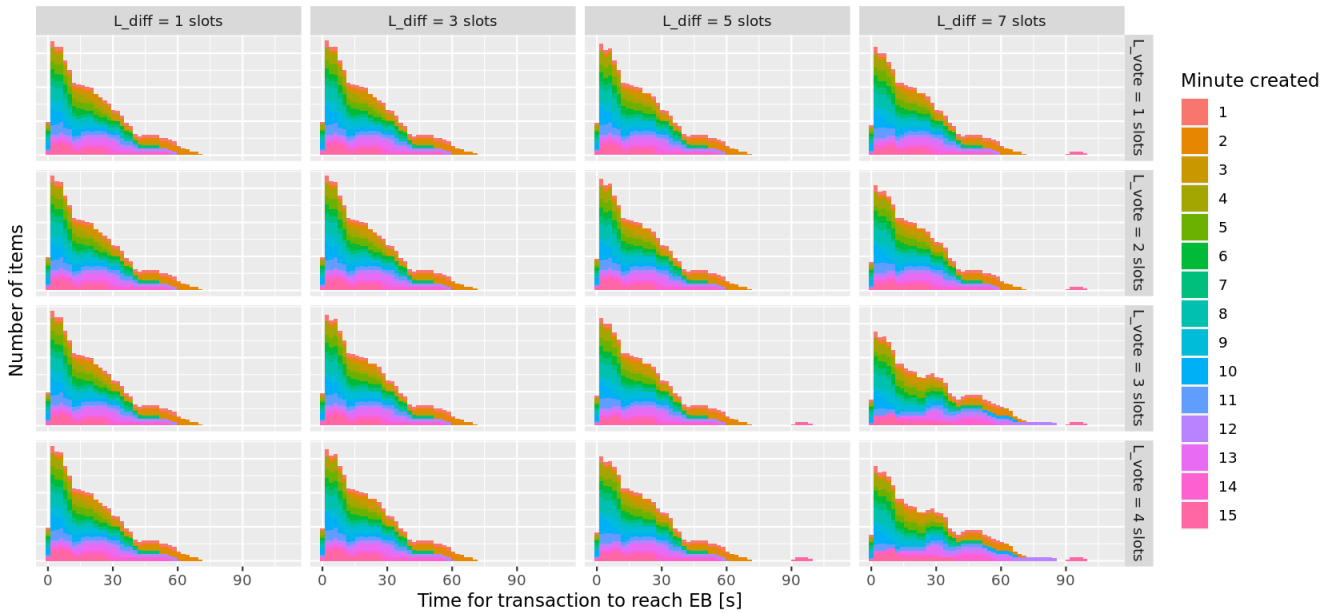 L_diff = 1 slots
L_diff = 3 slots
L_diff = 5 slots
L_diff = 7 slots
L_vote = 1 slots
L_vote = 2 slots
L_vote = 3 slots
L_vote = 4 slots
Number of items
0 30 60 90
0 30 60 90
0 30 60 90
0 30 60 90
Time for transaction to reach EB [s]
Minute created
1
2
3
4
5
6
7
8
9
10
11
12
13
14
15